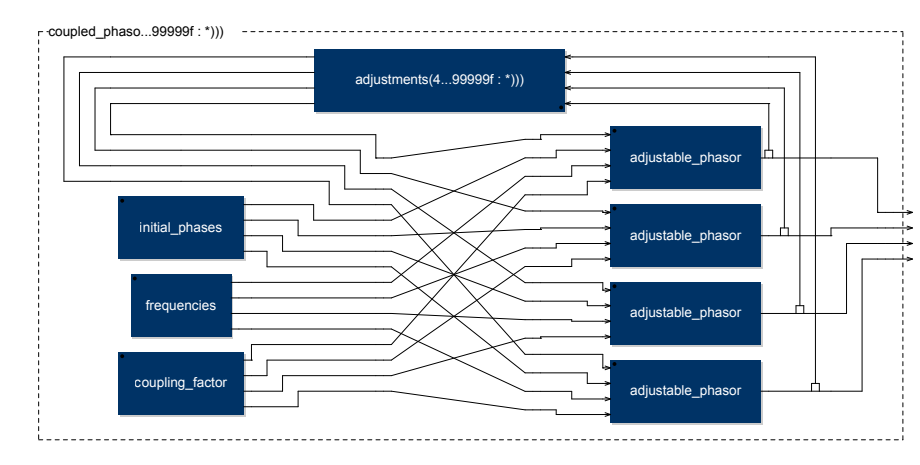 coupled_phaso...99999f : *)))
adjustments(4...99999f : *)))
adjustable_phasor
initial_phases
adjustable_phasor
frequencies
adjustable_phasor
coupling_factor
adjustable_phasor